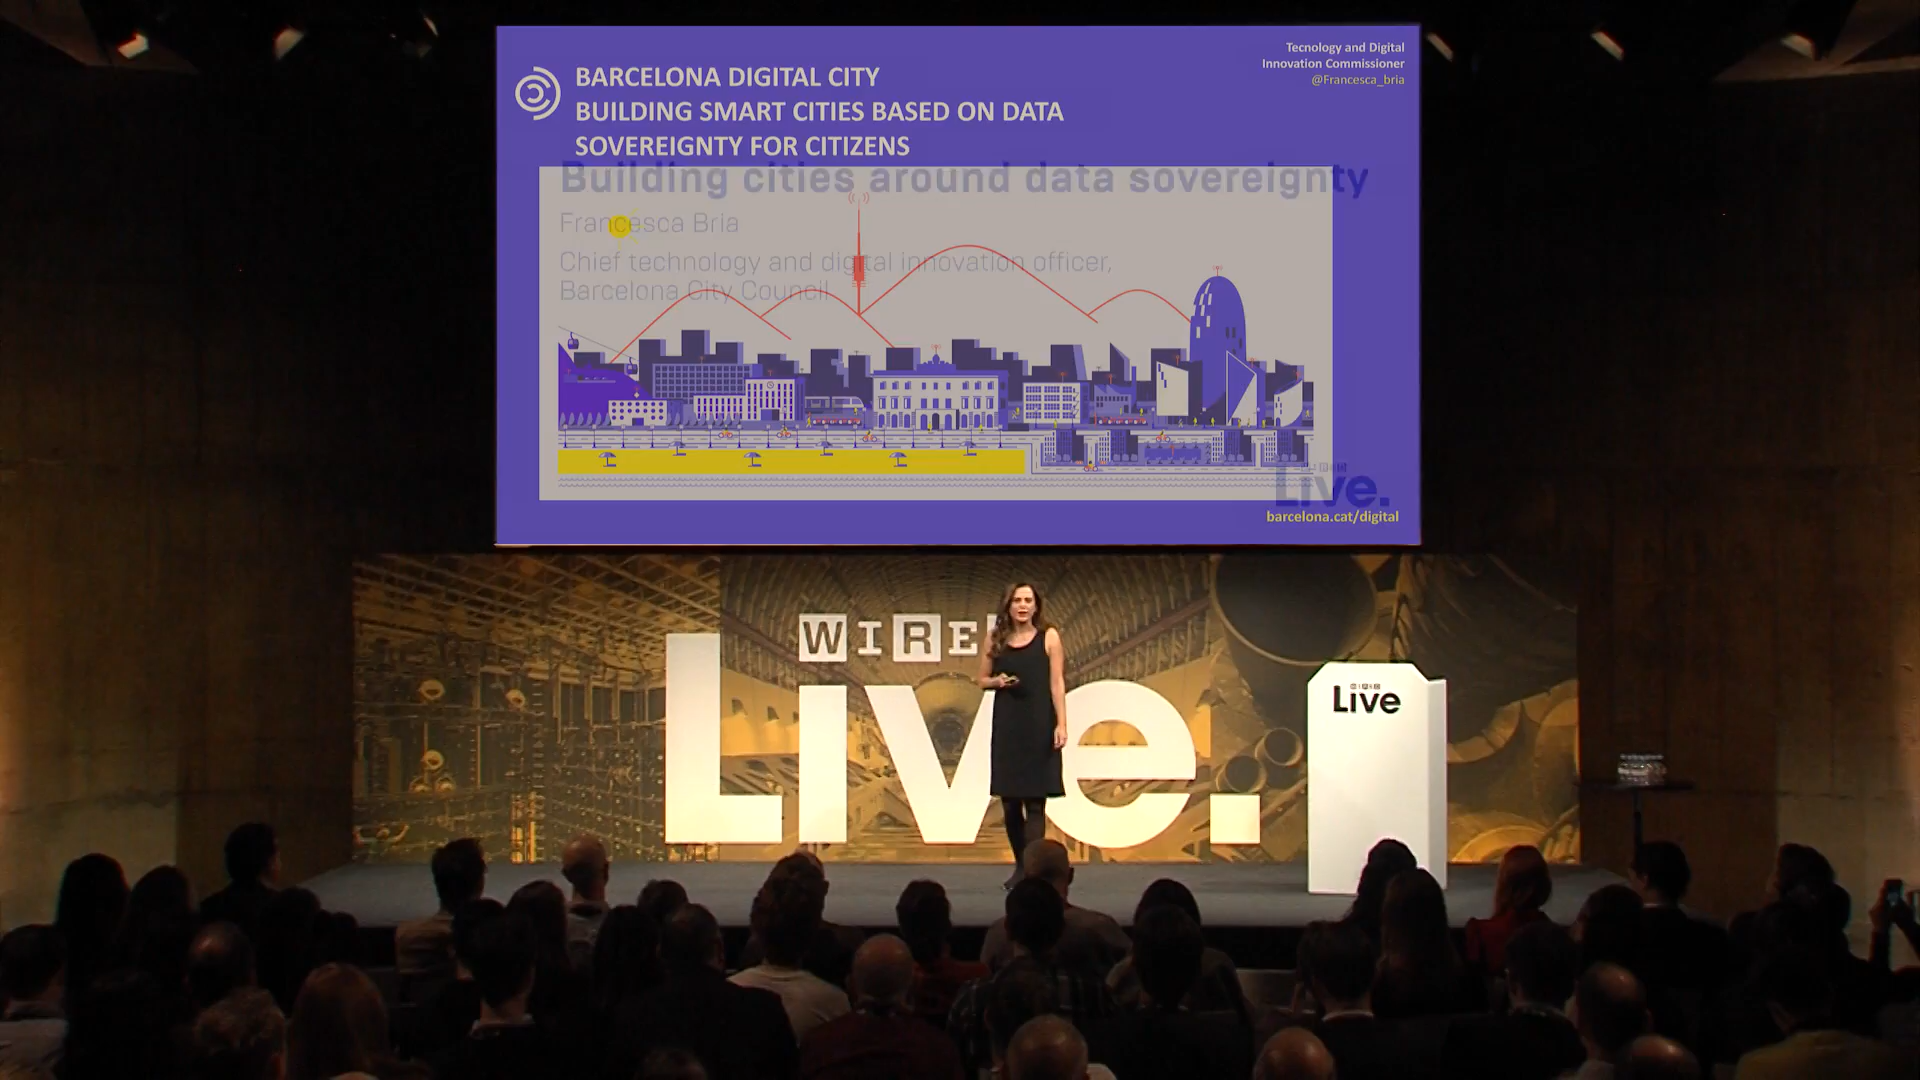 Tecnology and Digital
Innovation Commissioner
@Francesca_bria
BARCELONA DIGITAL CITY
BUILDING SMART CITIES BASED ON DATA
SOVEREIGNTY FOR CITIZENS
Building cities around data sovereignty
Francesca Bria
Chief technology and digital innovation officer,
Barcelona City Council
WIRED
Live.
barcelona.cat/digital
WIRE
Live.
WIRED
Live